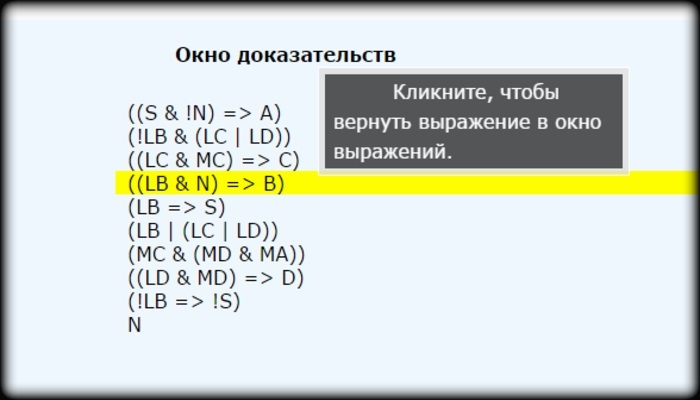 Окно доказательств
Кликните, чтобы
вернуть выражение в окно
выражений.
((S & !N) => A)
(!LB & (LC | LD))
((LC & MC) => C)
((LB & N) => B)
(LB => S)
(LB | (LC | LD))
(MC & (MD & MA))
((LD & MD) => D)
(!LB => !S)
N